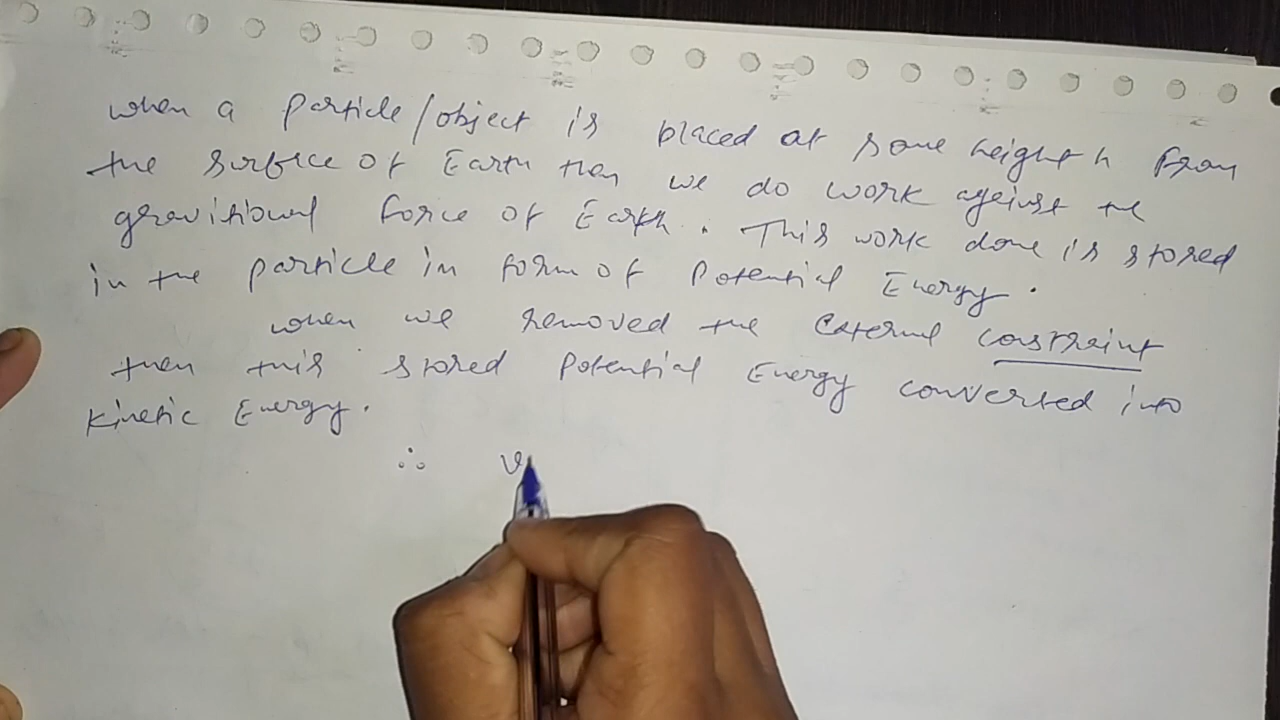 when a particle/object is placed at some height h from
the surface of Earth then we do work against the
gravitional force of Earth. This work done is stored
in the particle in form of Potential Energy.
when we removed the External constraint
then this stored Potential Energy converted into
Kinetic Energy.
∴